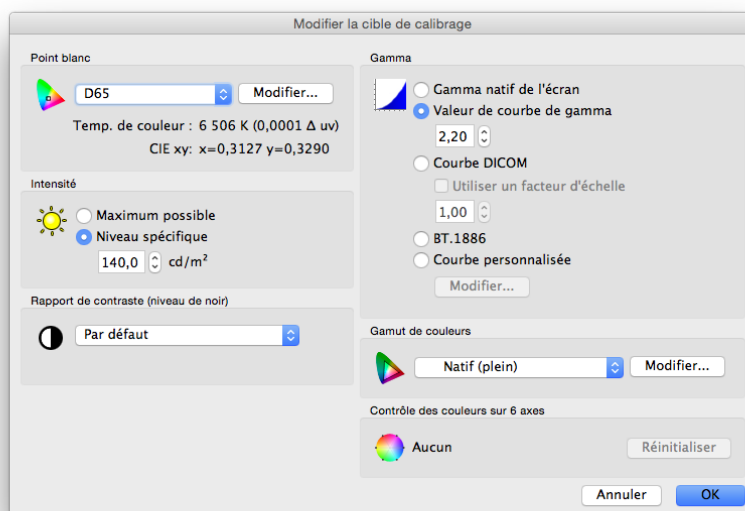 Modifier la cible de calibrage
Point blanc
D65
Modifier...
Temp. de couleur : 6 506 K (0,0001 Δ uv)
CIE xy: x=0,3127 y=0,3290
Intensité
Maximum possible
Niveau spécifique
140,0 cd/m²
Rapport de contraste (niveau de noir)
Par défaut
Gamma
Gamma natif de l'écran
Valeur de courbe de gamma
2,20
Courbe DICOM
Utiliser un facteur d'échelle
1,00
BT.1886
Courbe personnalisée
Modifier...
Gamut de couleurs
Natif (plein)
Modifier...
Contrôle des couleurs sur 6 axes
Aucun
Réinitialiser
Annuler
OK